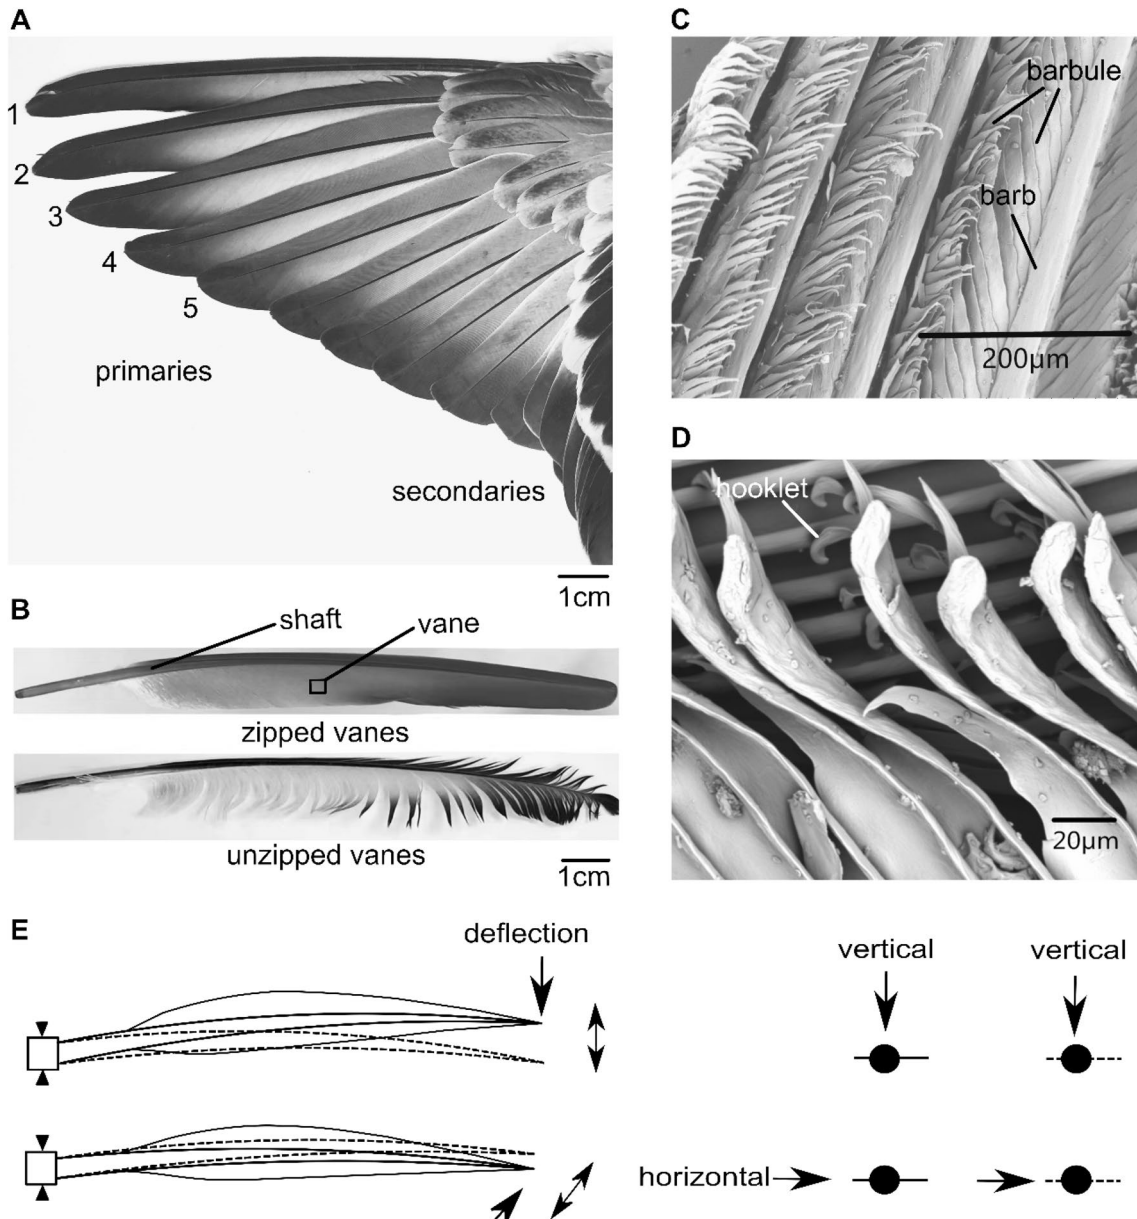 A
1
2
3
4
5
primaries
secondaries
1cm
B
shaft
vane
zipped vanes
unzipped vanes
1cm
C
barbule
barb
200µm
D
hooklet
20µm
E
deflection
vertical
vertical
horizontal